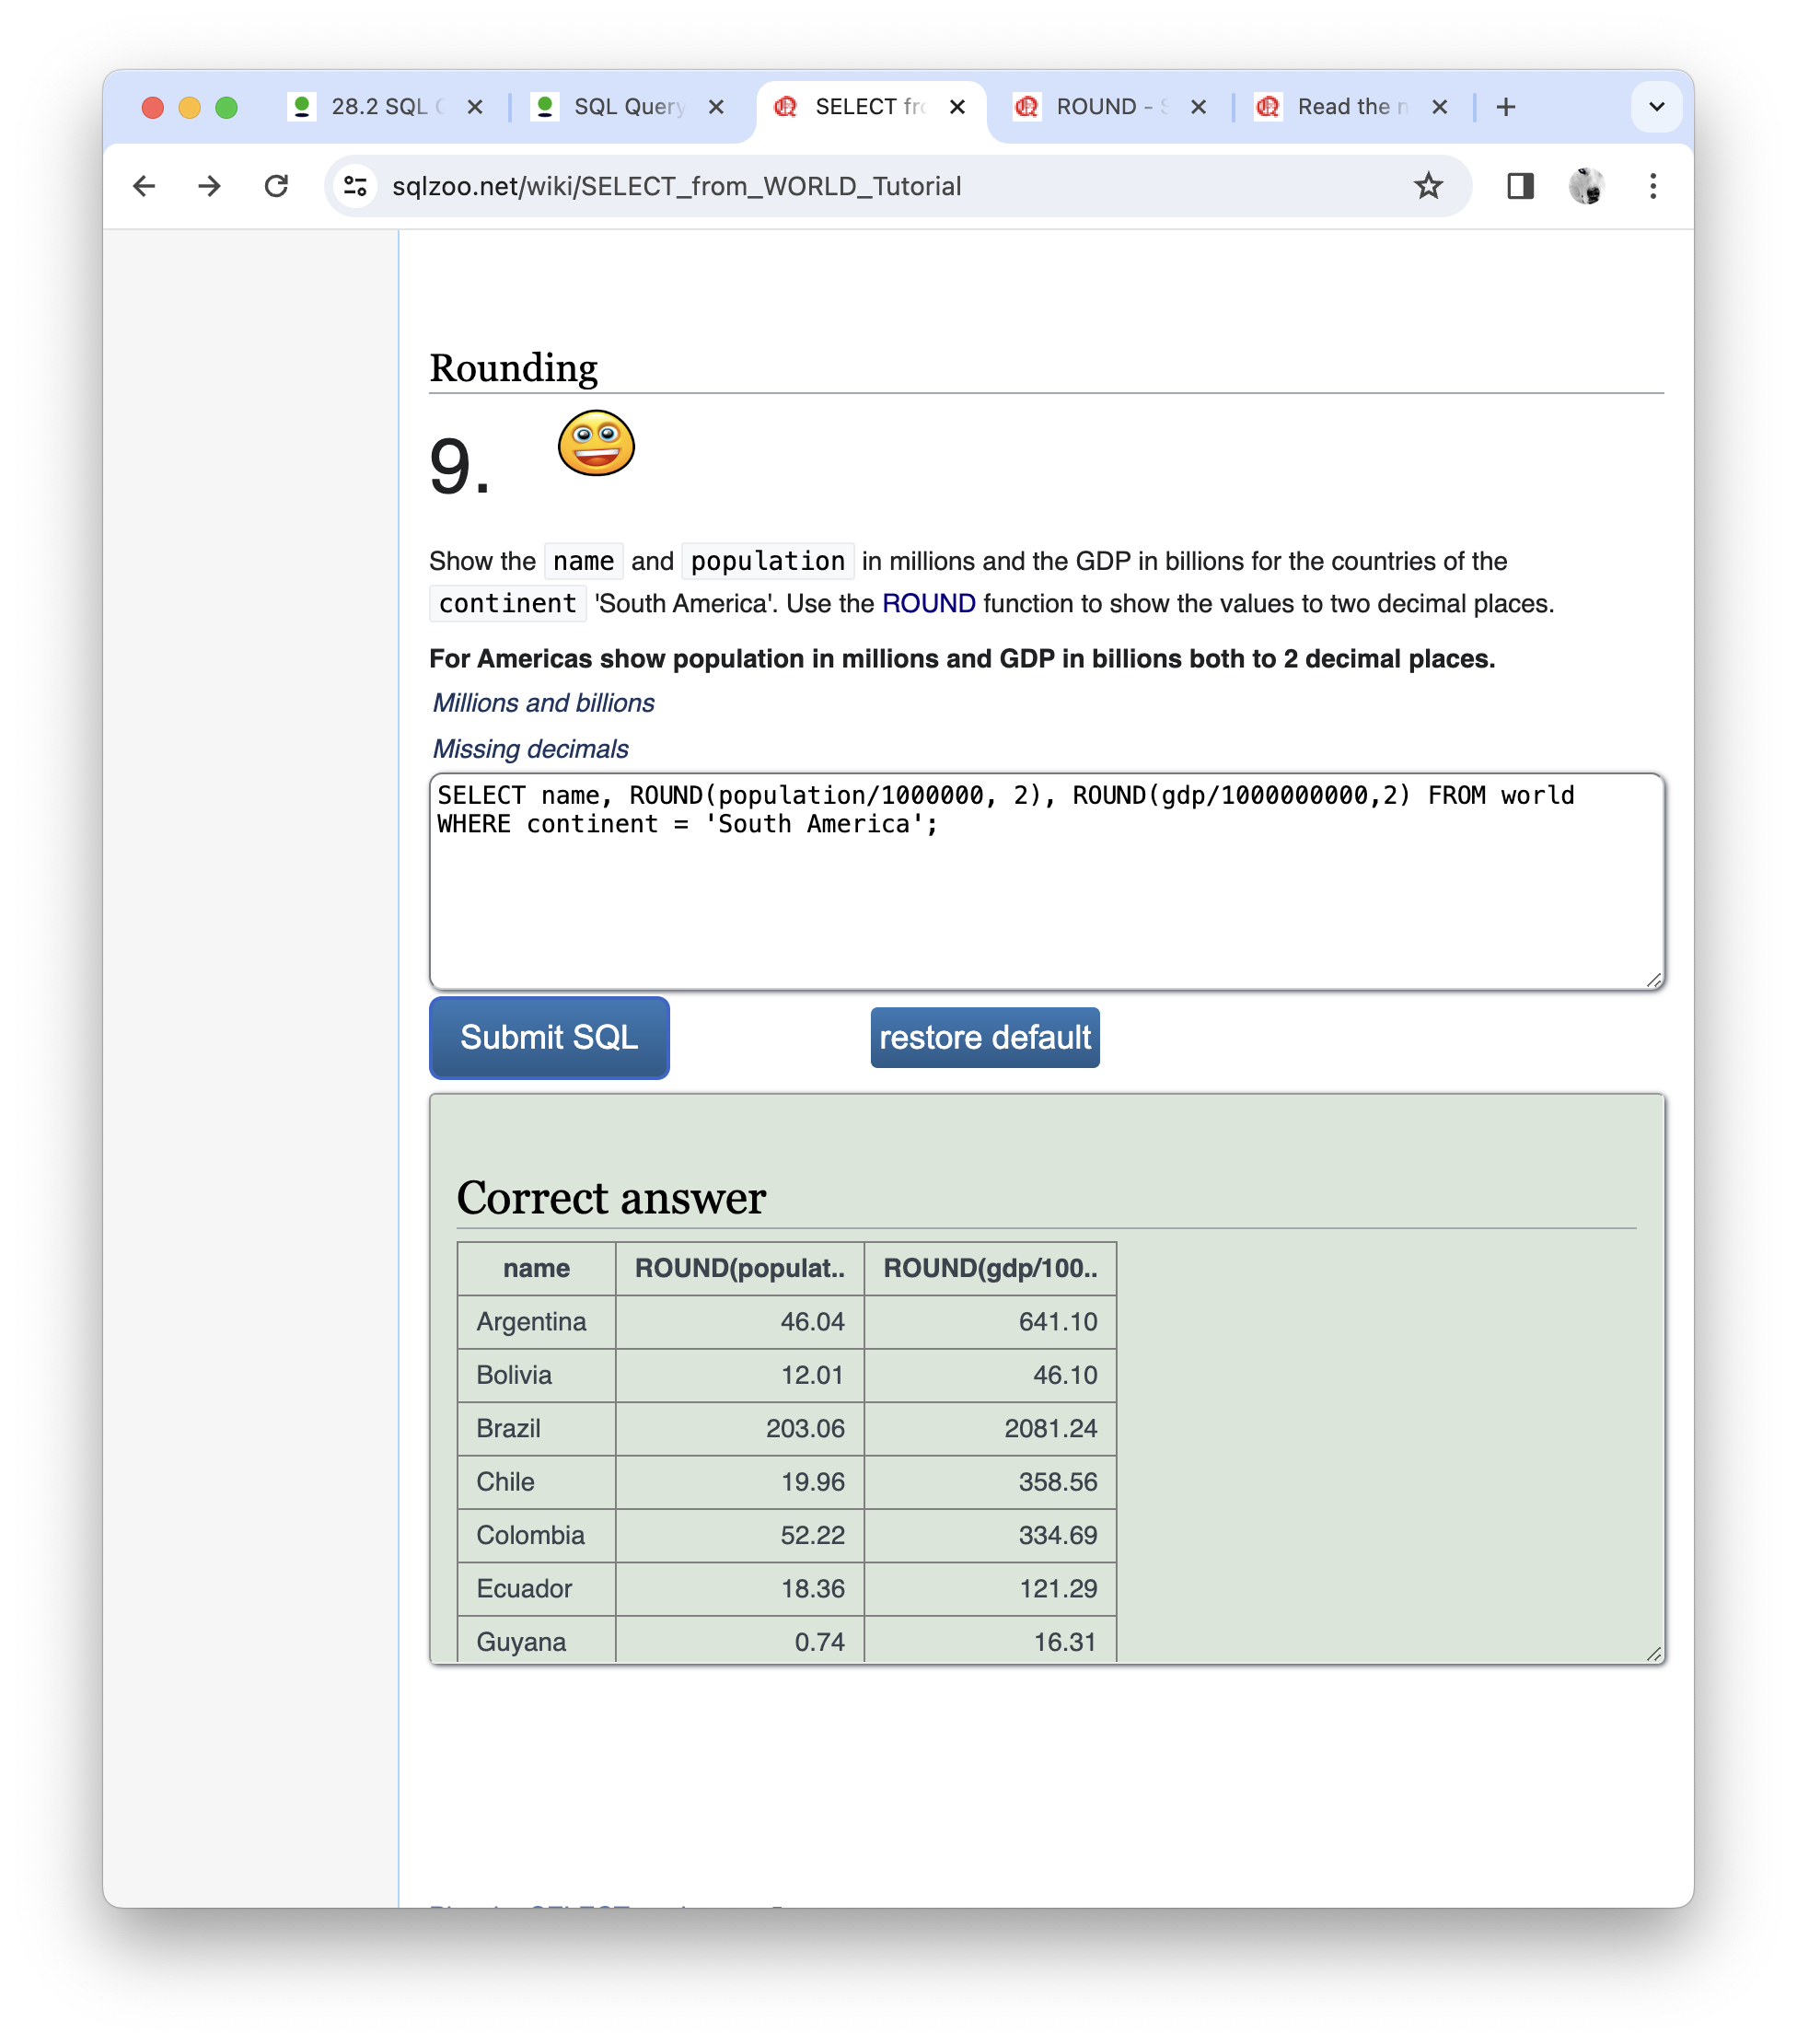 28.2 SQL
SQL Query
SELECT fr
ROUND -
Read the
sqlzoo.net/wiki/SELECT_from_WORLD_Tutorial
Rounding
9.
Show the name and population in millions and the GDP in billions for the countries of the
continent 'South America'. Use the ROUND function to show the values to two decimal places.
For Americas show population in millions and GDP in billions both to 2 decimal places.
Millions and billions
Missing decimals
SELECT name, ROUND(population/1000000, 2), ROUND(gdp/1000000000,2) FROM world
WHERE continent = 'South America';
Submit SQL
restore default
Correct answer
name ROUND(populat.. ROUND(gdp/100..
Argentina 46.04 641.10
Bolivia 12.01 46.10
Brazil 203.06 2081.24
Chile 19.96 358.56
Colombia 52.22 334.69
Ecuador 18.36 121.29
Guyana 0.74 16.31